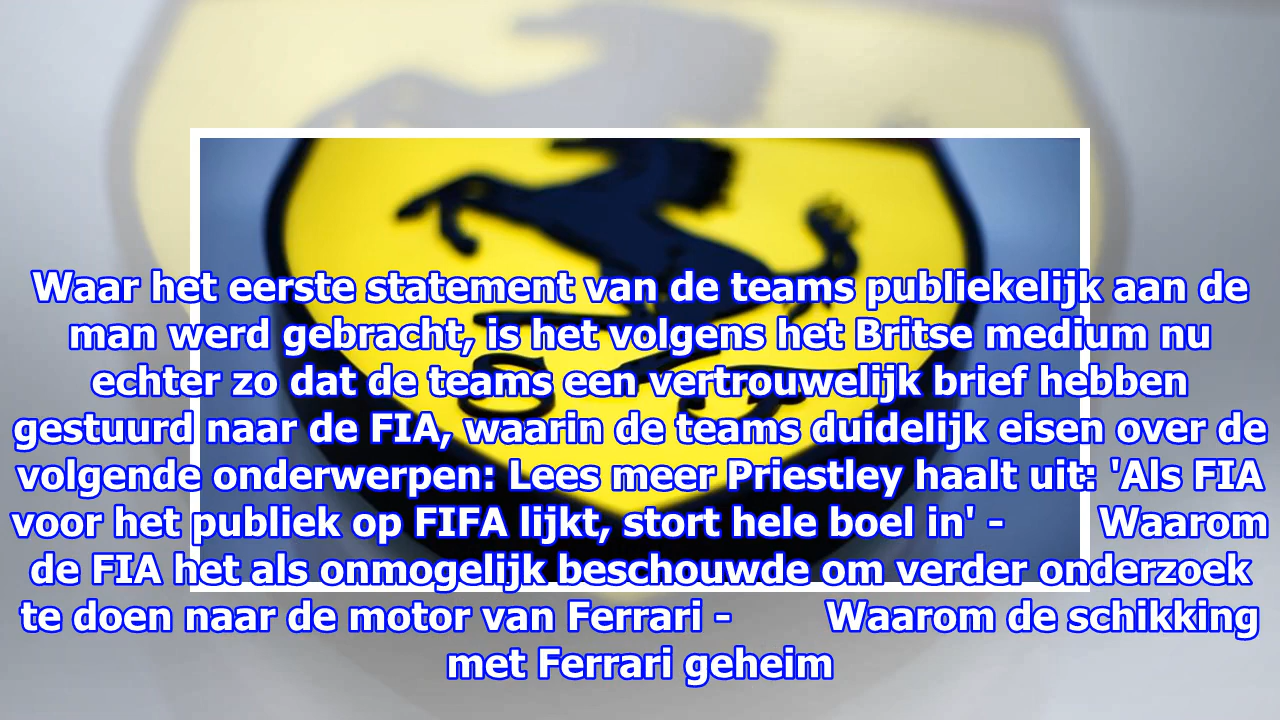 Waar het eerste statement van de teams publiekelijk aan de
man werd gebracht, is het volgens het Britse medium nu
echter zo dat de teams een vertrouwelijk brief hebben
gestuurd naar de FIA, waarin de teams duidelijk eisen over de
volgende onderwerpen: Lees meer Priestley haalt uit: 'Als FIA
voor het publiek op FIFA lijkt, stort hele boel in' - Waarom
de FIA het als onmogelijk beschouwde om verder onderzoek
te doen naar de motor van Ferrari - Waarom de schikking
met Ferrari geheim